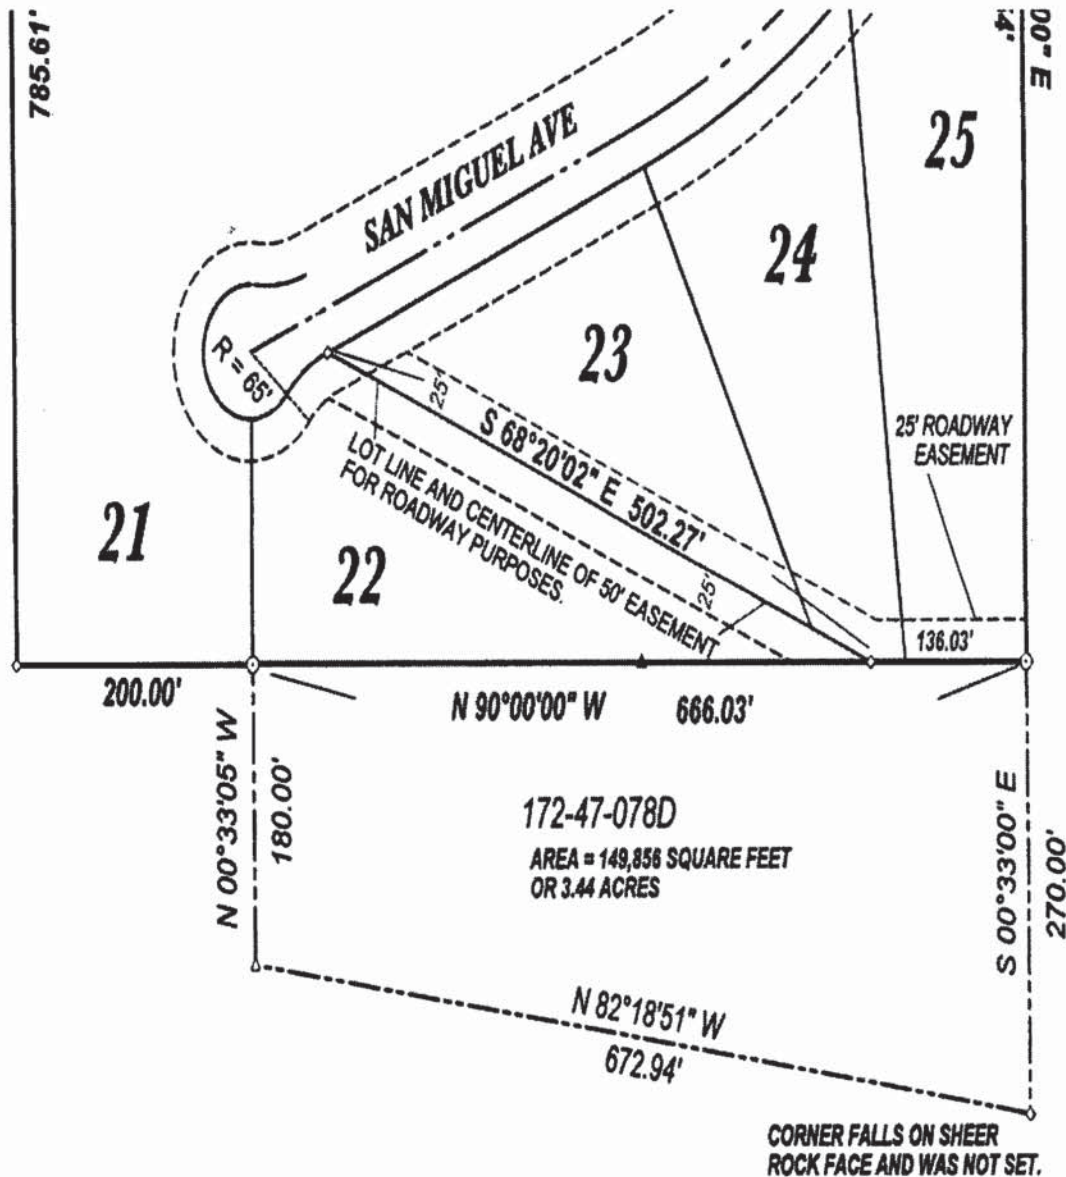 785.61'
4'
00" E
25
SAN MIGUEL AVE
24
R = 65'
23
25'
S 68°20'02" E 502.27'
25' ROADWAY
EASEMENT
LOT LINE AND CENTERLINE OF 50' EASEMENT
FOR ROADWAY PURPOSES.
21
22
25'
136.03'
200.00'
N 90°00'00" W 666.03'
N 00°33'05" W
180.00'
172-47-078D
AREA = 149,856 SQUARE FEET
OR 3.44 ACRES
S 00°33'00" E
270.00'
N 82°18'51" W
672.94'
CORNER FALLS ON SHEER
ROCK FACE AND WAS NOT SET.